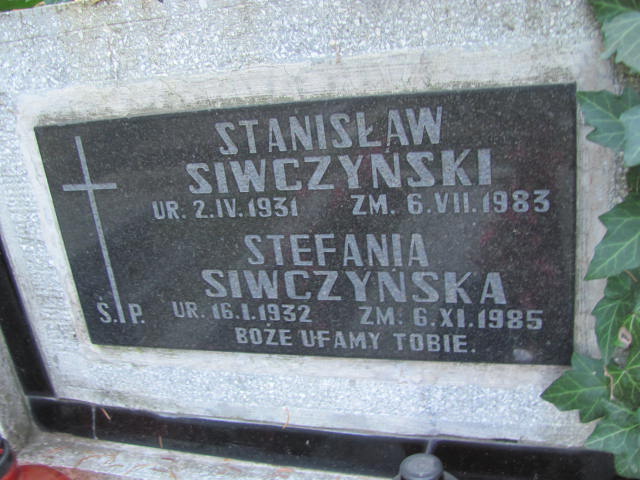 STANISŁAW
SIWCZYŃSKI
UR. 2.IV.1931 ZM. 6.VII.1983
STEFANIA
SIWCZYŃSKA
Ś.P. UR. 16.I.1932 ZM. 6.XI.1985
BOŻE UFAMY TOBIE.